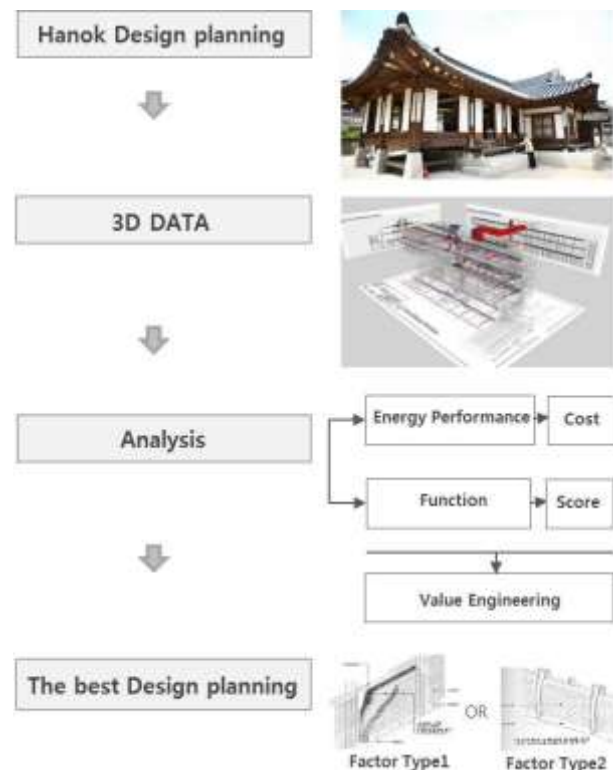 Hanok Design planning
3D DATA
Analysis
Energy Performance
Cost
Function
Score
Value Engineering
The best Design planning
OR
Factor Type1
Factor Type2